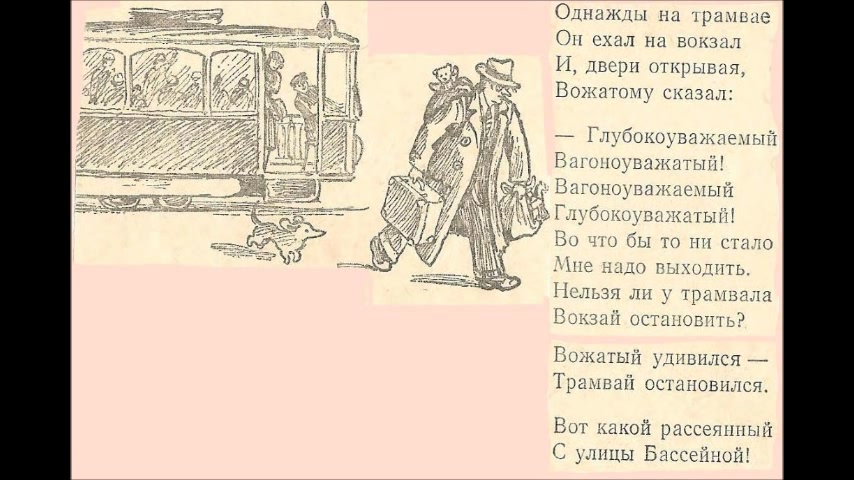 Однажды на трамвае
Он ехал на вокзал
И, двери открывая,
Вожатому сказал:
— Глубокоуважаемый
Вагоноуважатый!
Вагоноуважаемый
Глубокоуважатый!
Во что бы то ни стало
Мне надо выходить.
Нельзя ли у трамвала
Вокзай остановить?
Вожатый удивился —
Трамвай остановился.
Вот какой рассеянный
С улицы Бассейной!